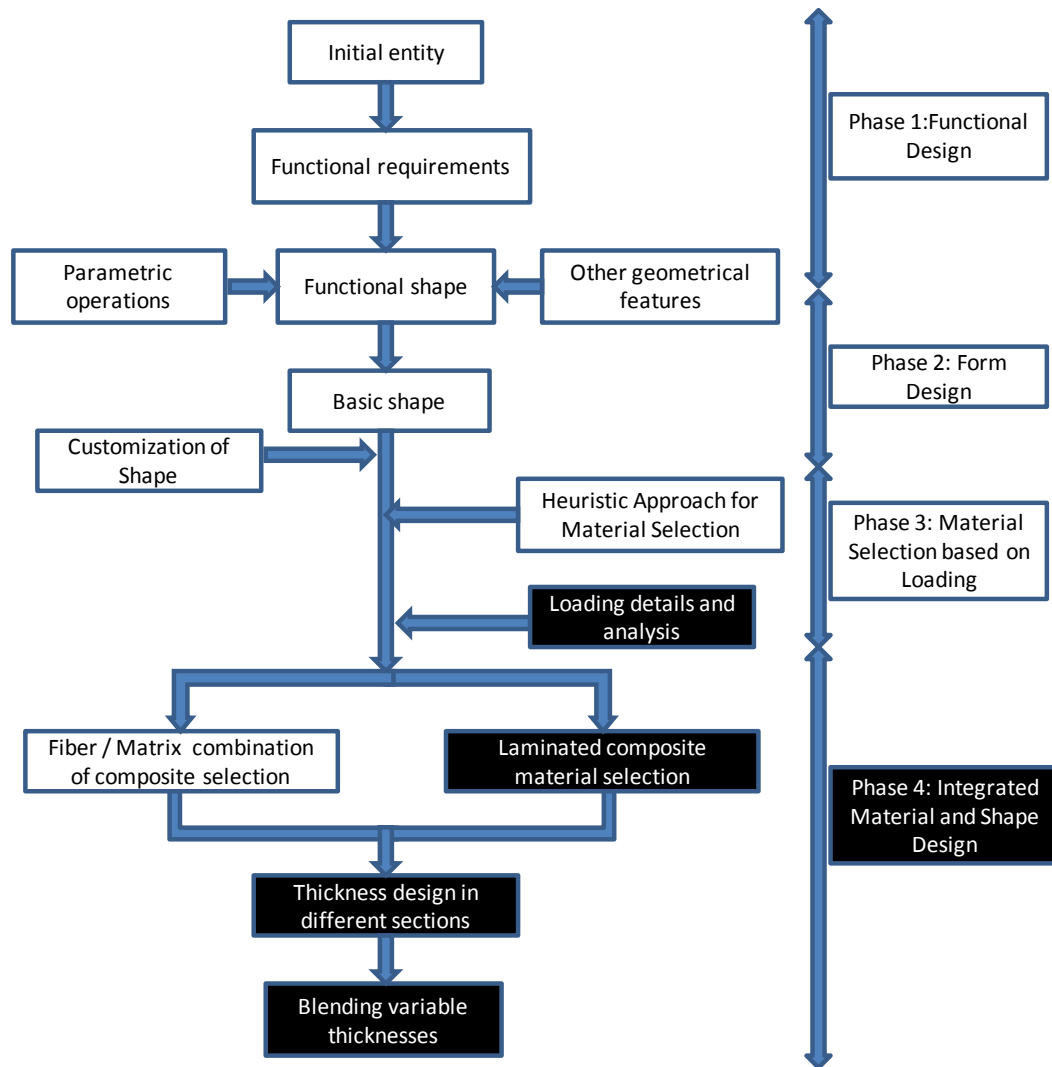 Initial entity
Phase 1:Functional
Design
Functional requirements
Parametric
operations
Functional shape
Other geometrical
features
Phase 2: Form
Design
Basic shape
Customization of
Shape
Heuristic Approach for
Material Selection
Phase 3: Material
Selection based on
Loading
Loading details and
analysis
Fiber / Matrix combination
of composite selection
Laminated composite
material selection
Phase 4: Integrated
Material and Shape
Design
Thickness design in
different sections
Blending variable
thicknesses